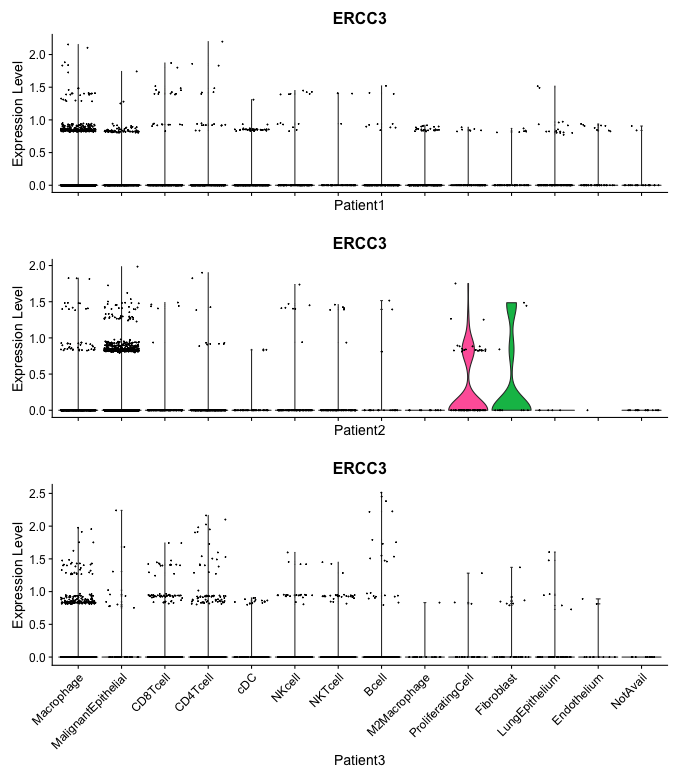 ERCC3
Expression Level
2.0
1.5
1.0
0.5
0.0
Patient1
ERCC3
Expression Level
2.0
1.5
1.0
0.5
0.0
Patient2
ERCC3
Expression Level
2.5
2.0
1.5
1.0
0.5
0.0
Macrophage
MalignantEpithelial
CD8Tcell
CD4Tcell
cDC
NKcell
NKTcell
Bcell
M2Macrophage
ProliferatingCell
Fibroblast
LungEpithelium
Endothelium
NotAvail
Patient3